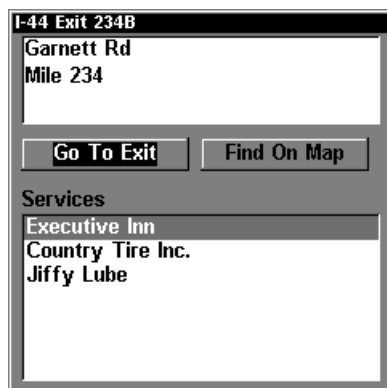 I-44 Exit 234B
Garnett Rd
Mile 234
Go To Exit
Find On Map
Services
Executive Inn
Country Tire Inc.
Jiffy Lube